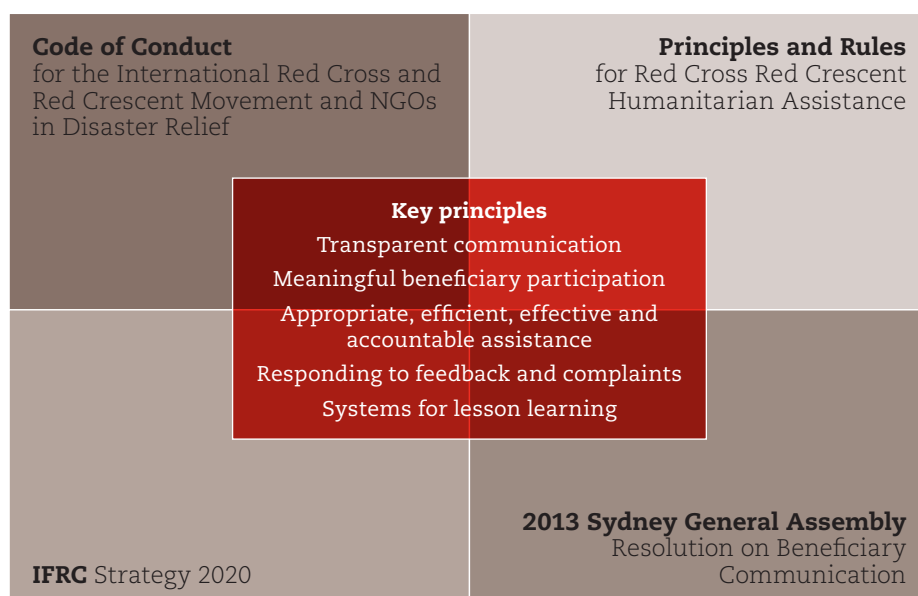 Code of Conduct
for the International Red Cross and
Red Crescent Movement and NGOs
in Disaster Relief
Principles and Rules
for Red Cross Red Crescent
Humanitarian Assistance
Key principles
Transparent communication
Meaningful beneficiary participation
Appropriate, efficient, effective and
accountable assistance
Responding to feedback and complaints
Systems for lesson learning
IFRC Strategy 2020
2013 Sydney General Assembly
Resolution on Beneficiary
Communication